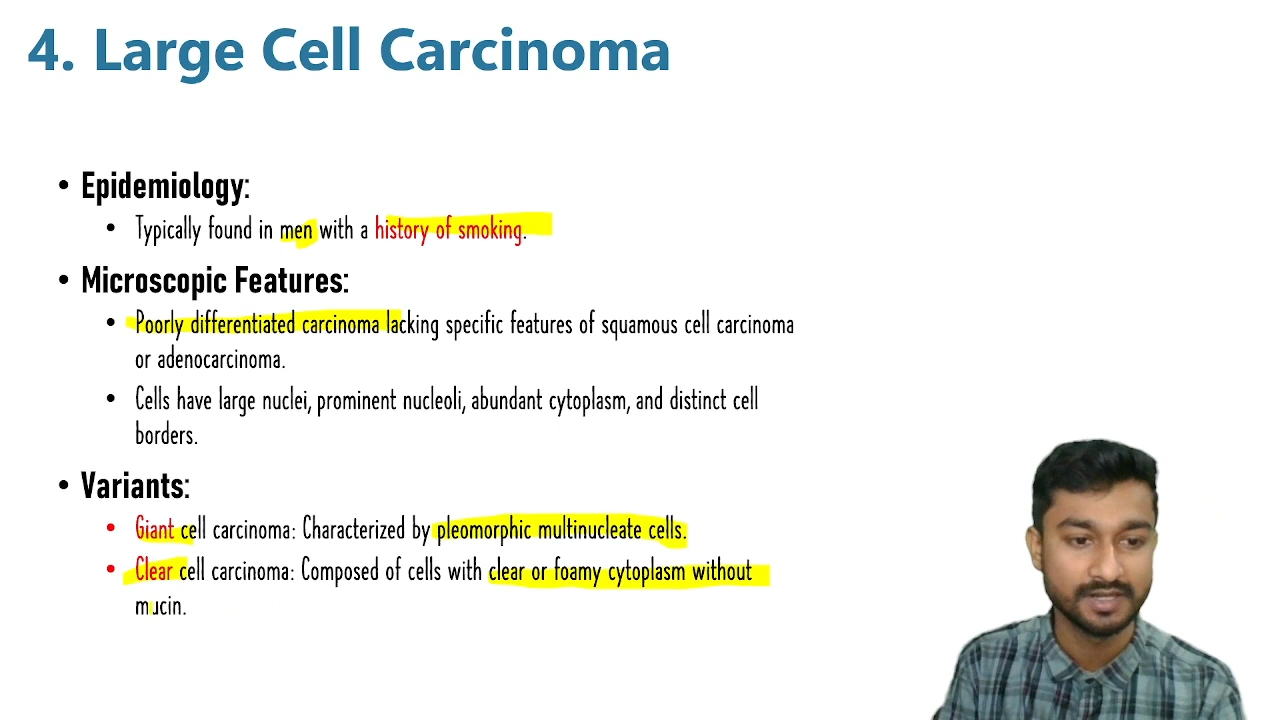 4. Large Cell Carcinoma
• Epidemiology:
• Typically found in men with a history of smoking.
• Microscopic Features:
• Poorly differentiated carcinoma lacking specific features of squamous cell carcinoma
or adenocarcinoma.
• Cells have large nuclei, prominent nucleoli, abundant cytoplasm, and distinct cell
borders.
• Variants:
• Giant cell carcinoma: Characterized by pleomorphic multinucleate cells.
• Clear cell carcinoma: Composed of cells with clear or foamy cytoplasm without
mucin.